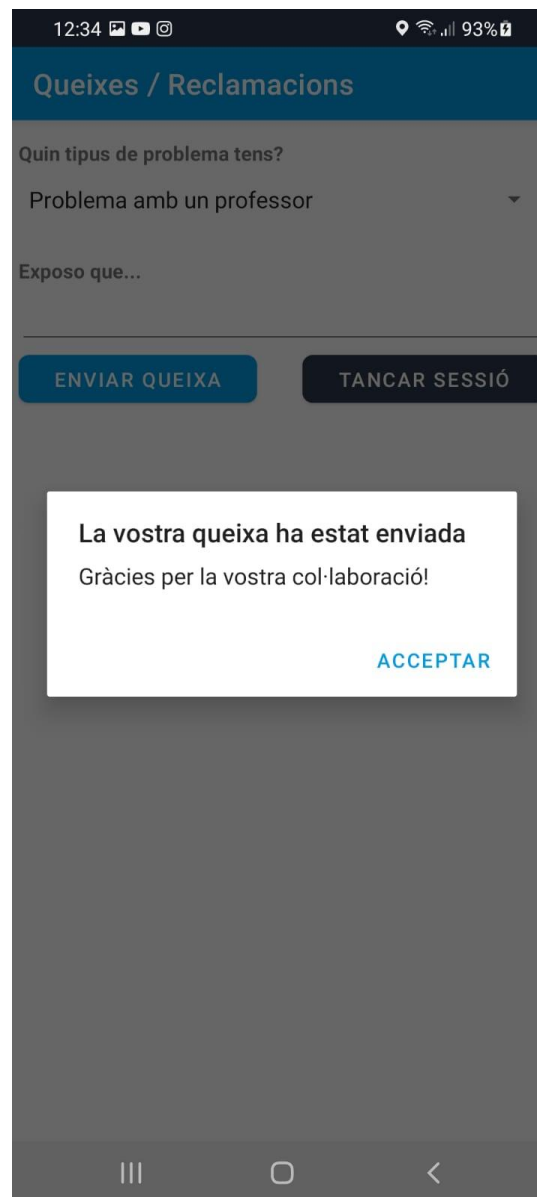 12:34 93%
Queixes / Reclamacions
Quin tipus de problema tens?
Problema amb un professor
Exposo que...
ENVIAR QUEIXA TANCAR SESSIÓ
La vostra queixa ha estat enviada
Gràcies per la vostra col·laboració!
ACCEPTAR